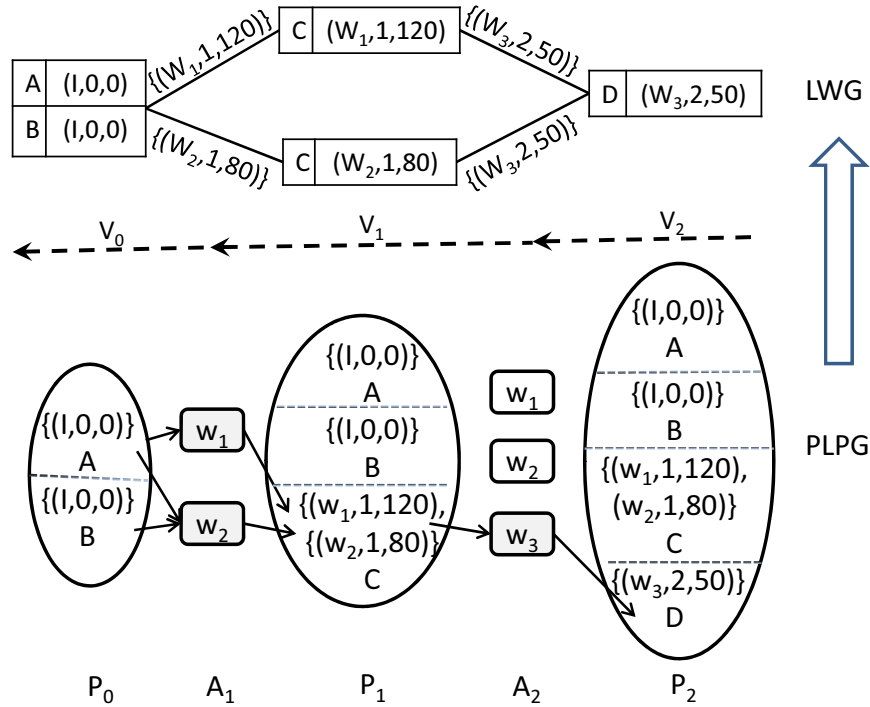 {(W₁,1,120)}
C (W₁,1,120)
{(W₃,2,50)}
A (I,0,0)
B (I,0,0)
D (W₃,2,50)
LWG
{(W₂,1,80)}
C (W₂,1,80)
{(W₃,2,50)}
V₀ V₁ V₂
{(I,0,0)}
A
{(I,0,0)}
B
w₁
w₂
{(I,0,0)}
A
{(I,0,0)}
B
{(w₁,1,120),
{(w₂,1,80)}
C
w₁
w₂
w₃
{(I,0,0)}
A
{(I,0,0)}
B
{(w₁,1,120),
(w₂,1,80)}
C
{(w₃,2,50)}
D
PLPG
P₀ A₁ P₁ A₂ P₂